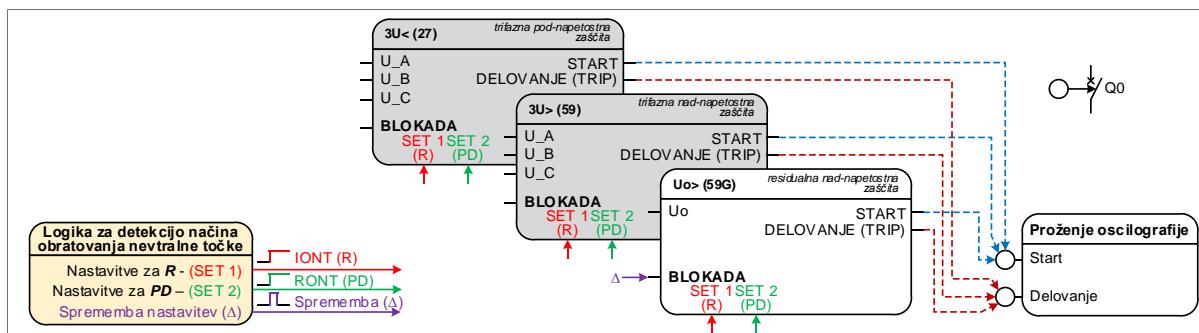 3U< (27)
trifazna pod-napetostna
zaščita
U_A
U_B
U_C
START
DELOVANJE (TRIP)
BLOKADA
SET 1 SET 2
(R) (PD)
3U> (59)
trifazna nad-napetostna
zaščita
U_A
U_B
U_C
START
DELOVANJE (TRIP)
BLOKADA
SET 1 SET 2
(R) (PD)
Uo> (59G)
residualna nad-napetostna
zaščita
Uo
START
DELOVANJE (TRIP)
Δ
BLOKADA
SET 1 SET 2
(R) (PD)
Q0
Proženje oscilografije
Start
Delovanje
Logika za detekcijo načina
obratovanja nevtralne točke
Nastavitve za R - (SET 1)
Nastavitve za PD – (SET 2)
Sprememba nastavitev (Δ)
IONT (R)
RONT (PD)
Sprememba (Δ)